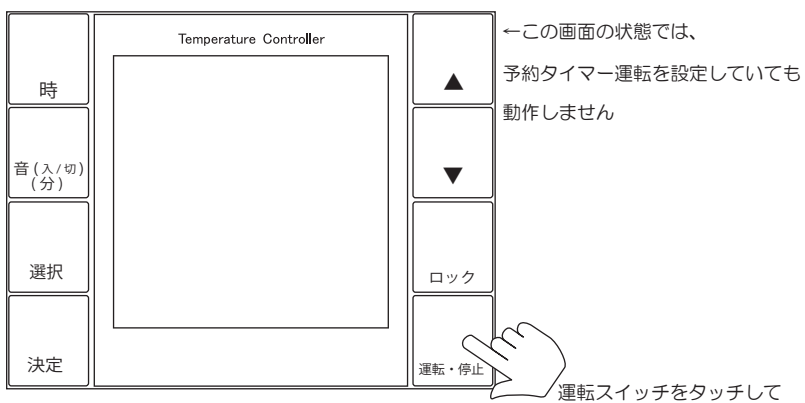 Temperature Controller
時
音(入/切)
(分)
選択
決定
▲
▼
ロック
運転・停止
←この画面の状態では、
予約タイマー運転を設定していても
動作しません
運転スイッチをタッチして